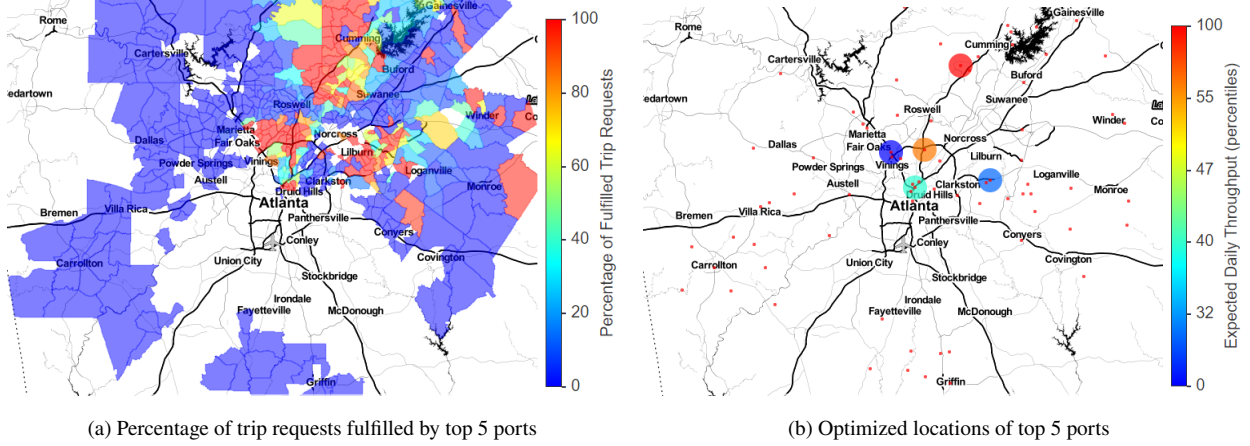 Gainesville
Rome
Cumming
Cartersville
Buford
edartown
Suwanee
Roswell
Winder
Marietta
Norcross
Dallas
Fair Oaks
Lilburn
Powder Springs
Vinings
Loganville
Austell
Clarkston
Monroe
Druid Hills
Atlanta
Bremen
Villa Rica
Panthersville
Conyers
Conley
Covington
Carrollton
Union City
Stockbridge
Irondale
Fayetteville
McDonough
Griffin
100
80
60
40
20
0
Percentage of Fulfilled Trip Requests
(a) Percentage of trip requests fulfilled by top 5 ports
Gainesville
Rome
Cumming
Cartersville
Buford
edartown
Suwanee
Roswell
Winder
Co
Marietta
Norcross
Dallas
Fair Oaks
Lilburn
Powder Springs
Vinings
Loganville
Austell
Clarkston
Monroe
Druid Hills
Atlanta
Bremen
Villa Rica
Panthersville
Conyers
Conley
Covington
Carrollton
Union City
Stockbridge
Irondale
Fayetteville
McDonough
Griffin
100
55
47
40
32
0
Expected Daily Throughput (percentiles)
(b) Optimized locations of top 5 ports